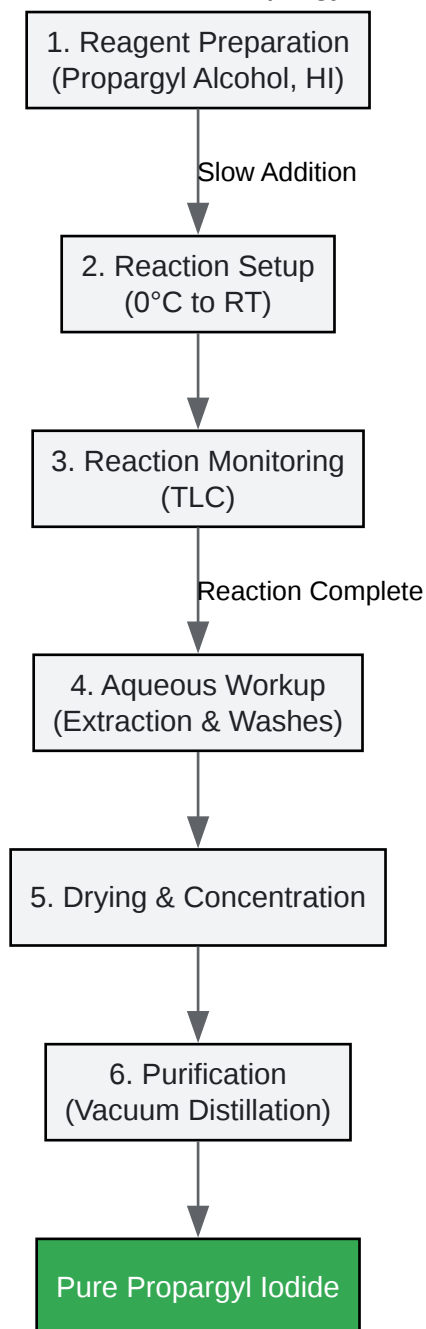 1. Reagent Preparation
(Propargyl Alcohol, HI)
Slow Addition
2. Reaction Setup
(0°C to RT)
3. Reaction Monitoring
(TLC)
Reaction Complete
4. Aqueous Workup
(Extraction & Washes)
5. Drying & Concentration
6. Purification
(Vacuum Distillation)
Pure Propargyl Iodide